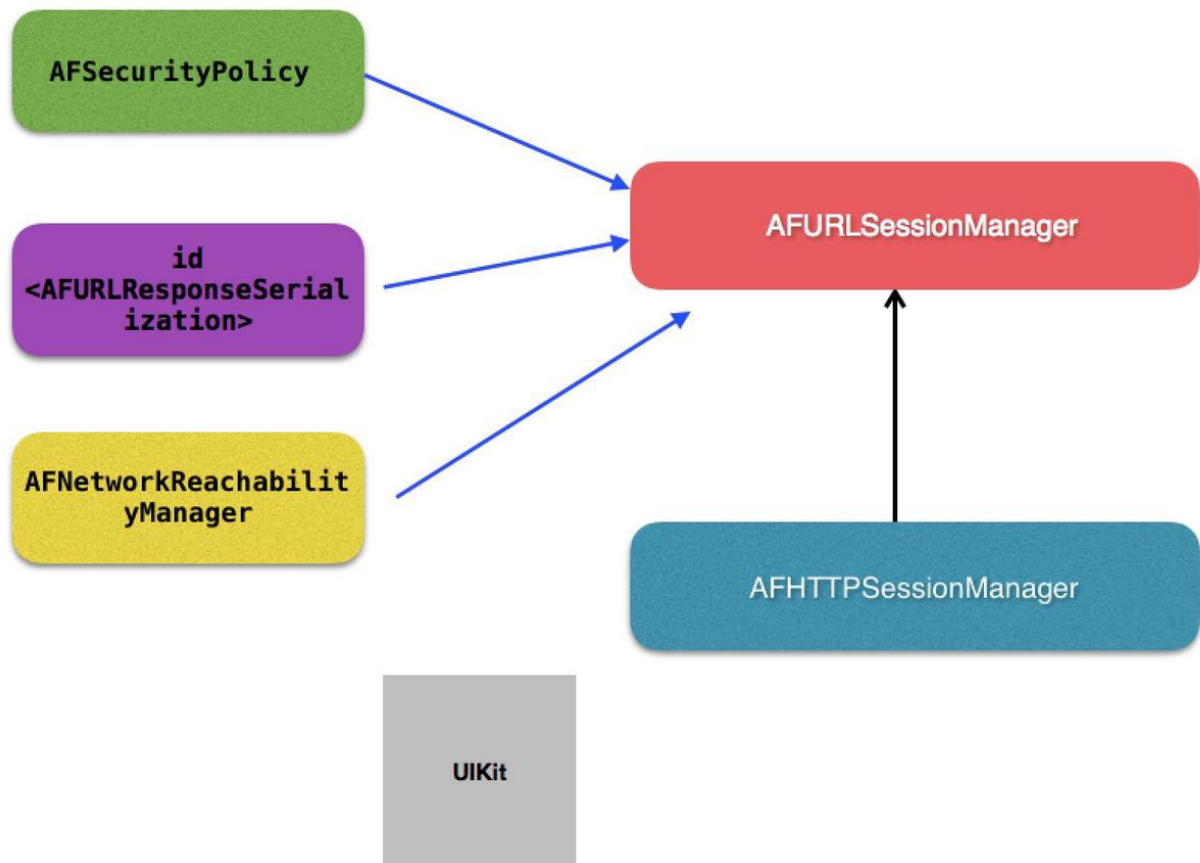 AFSecurityPolicy
AFURLSessionManager
id
<AFURLResponseSerial
ization>
AFNetworkReachabilit
yManager
AFHTTPSessionManager
UIKit